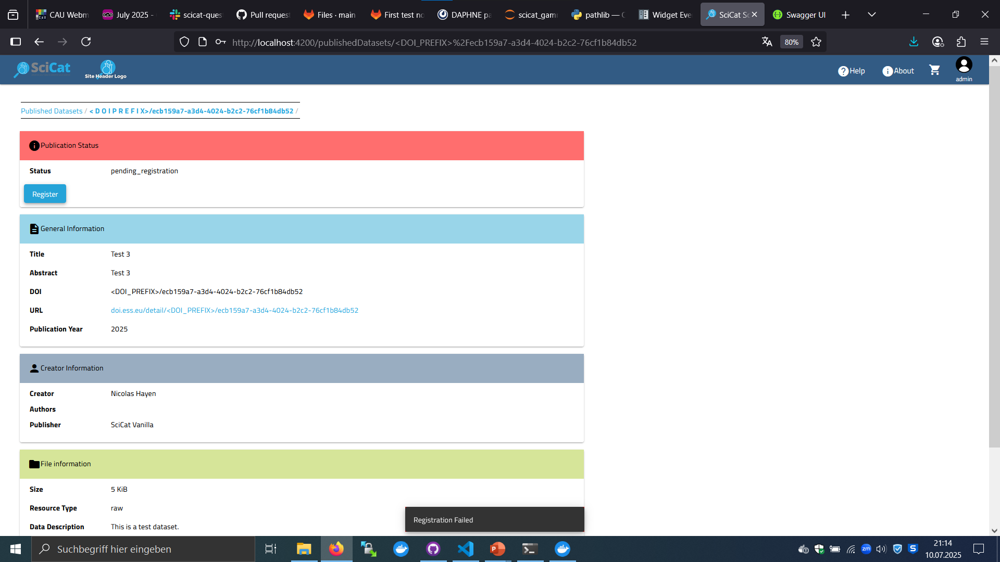 CAU Webm
July 2025 -
scicat-ques
Pull reques
Files · main
First test no
DAPHNE pa
scicat_gam
pathlib — C
Widget Eve
SciCat Sc
Swagger UI
http://localhost:4200/publishedDatasets/<DOI_PREFIX>%2Fecb159a7-a3d4-4024-b2c2-76cf1b84db52
80%
SciCat
Site Header Logo
Help
About
admin
Published Datasets / < D O I P R E F I X>/ecb159a7-a3d4-4024-b2c2-76cf1b84db52 /
Publication Status
Status pending_registration
Register
General Information
Title Test 3
Abstract Test 3
DOI <DOI_PREFIX>/ecb159a7-a3d4-4024-b2c2-76cf1b84db52
URL doi.ess.eu/detail/<DOI_PREFIX>/ecb159a7-a3d4-4024-b2c2-76cf1b84db52
Publication Year 2025
Creator Information
Creator Nicolas Hayen
Authors
Publisher SciCat Vanilla
File information
Size 5 KiB
Resource Type raw
Data Description This is a test dataset.
Registration Failed
Suchbegriff hier eingeben
zm
S
21:14
10.07.2025